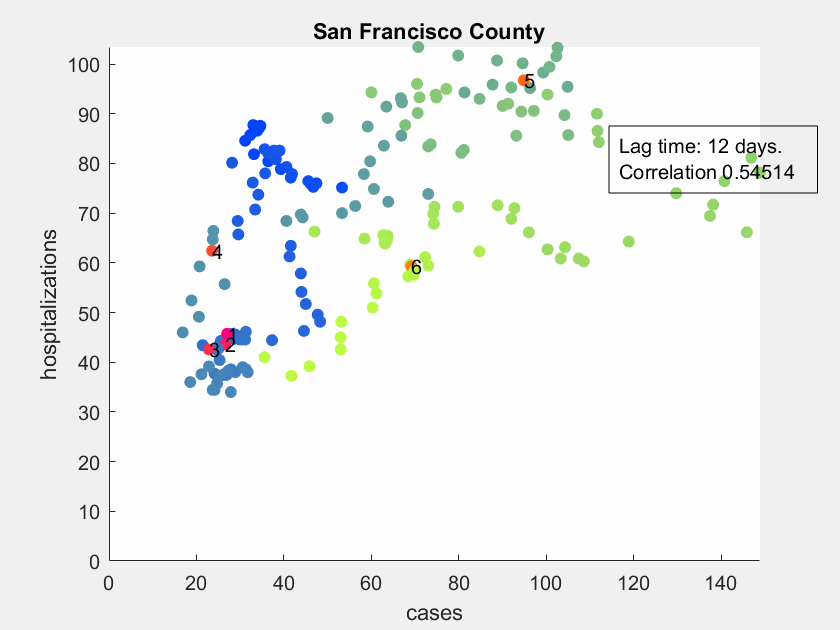 San Francisco County
100
90
80
70
60
50
40
30
20
10
0
hospitalizations
5
Lag time: 12 days.
Correlation 0.54514
4
6
1
2
3
0 20 40 60 80 100 120 140
cases